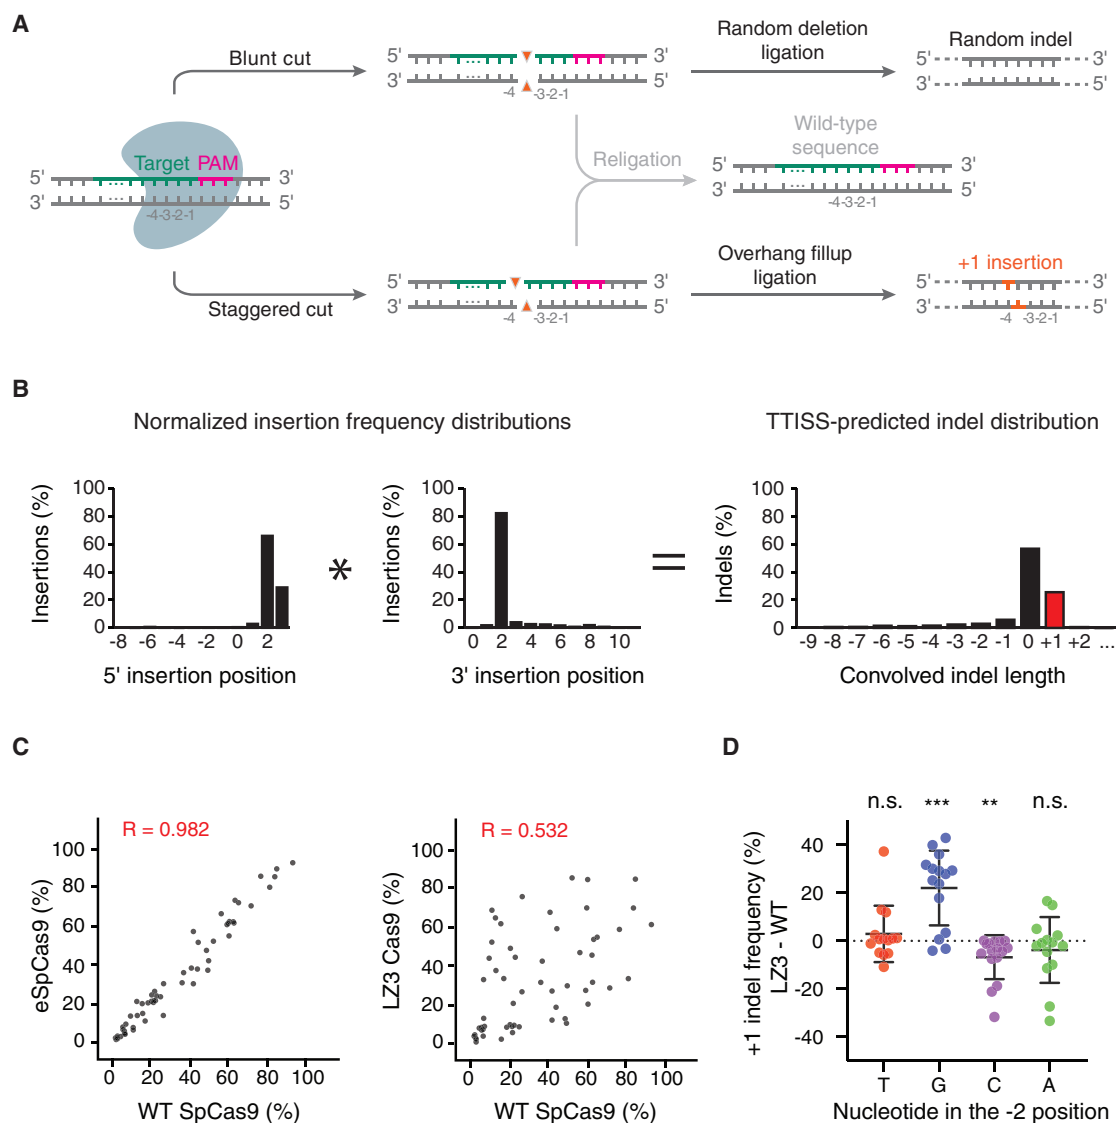 A
Blunt cut
5'
3'
3'
5'
-4
-3-2-1
Random deletion
ligation
Random indel
5'
3'
3'
5'
Target
PAM
5'
3'
3'
5'
...
-4-3-2-1
Religation
Wild-type
sequence
5'
3'
3'
5'
...
-4-3-2-1
Staggered cut
5'
3'
3'
5'
...
-4
-3-2-1
Overhang fillup
ligation
+1 insertion
5'
3'
3'
5'
-4
-3-2-1
B
Normalized insertion frequency distributions
TTISS-predicted indel distribution
Insertions (%)
100
80
60
40
20
0
-8 -6 -4 -2 0 2
5' insertion position
*
Insertions (%)
100
80
60
40
20
0
0 2 4 6 8 10
3' insertion position
=
Indels (%)
100
80
60
40
20
0
-9 -8 -7 -6 -5 -4 -3 -2 -1 0 +1 +2 ...
Convolved indel length
C
R = 0.982
eSpCas9 (%)
100
80
60
40
20
0
0 20 40 60 80 100
WT SpCas9 (%)
R = 0.532
LZ3 Cas9 (%)
100
80
60
40
20
0
0 20 40 60 80 100
WT SpCas9 (%)
D
n.s. *** ** n.s.
+1 indel frequency (%)
LZ3 - WT
40
20
0
-20
-40
T G C A
Nucleotide in the -2 position